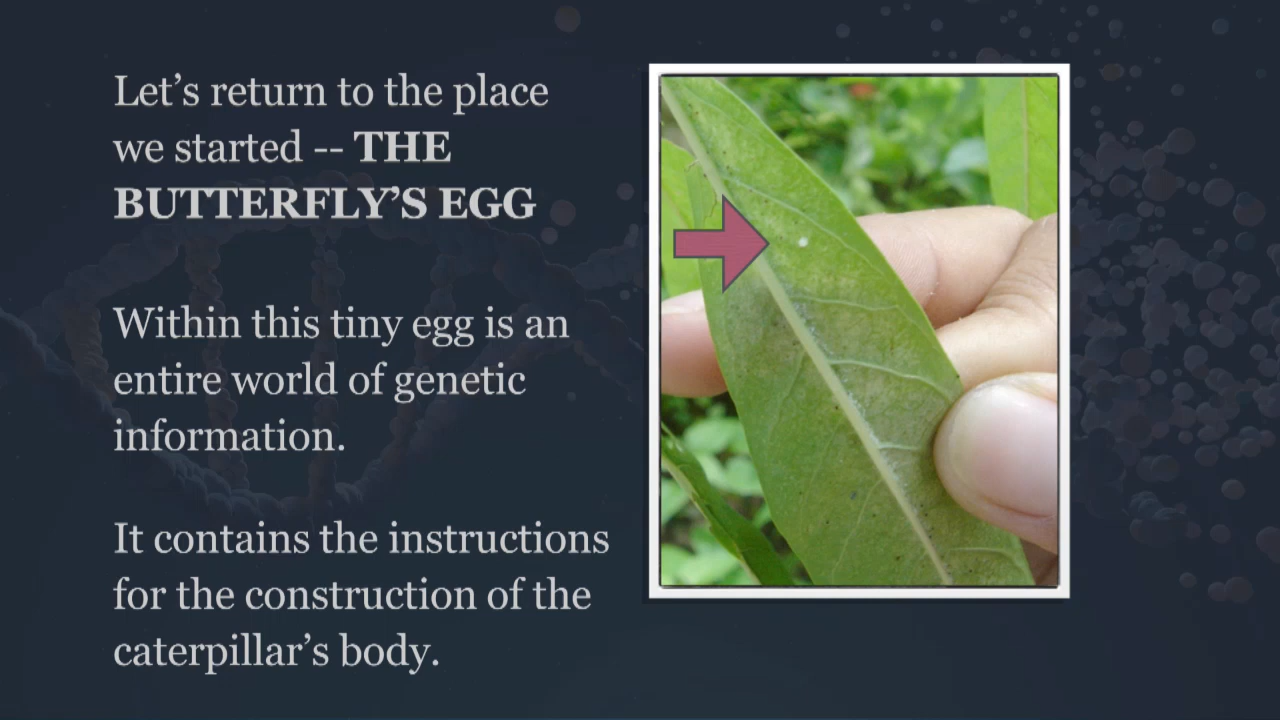 Let’s return to the place
we started -- THE
BUTTERFLY’S EGG
Within this tiny egg is an
entire world of genetic
information.
It contains the instructions
for the construction of the
caterpillar’s body.